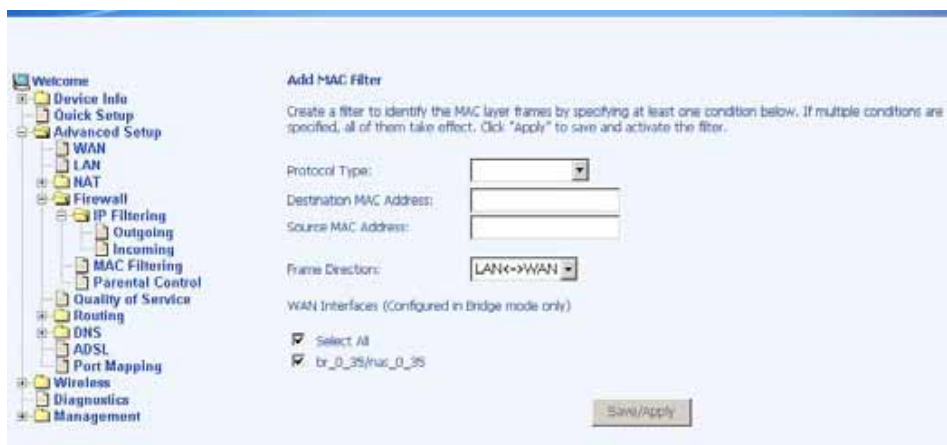 Welcome
Device Info
Quick Setup
Advanced Setup
WAN
LAN
NAT
Firewall
IP Filtering
Outgoing
Incoming
MAC Filtering
Parental Control
Quality of Service
Routing
DNS
ADSL
Port Mapping
Wireless
Diagnostics
Management
Add MAC Filter
Create a filter to identify the MAC layer frames by specifying at least one condition below. If multiple conditions are
specified, all of them take effect. Click "Apply" to save and activate the filter.
Protocol Type:
Destination MAC Address:
Source MAC Address:
Frame Direction: LAN<->WAN
WAN Interfaces (Configured in Bridge mode only)
Select All
br_0_35/nas_0_35
Save/Apply